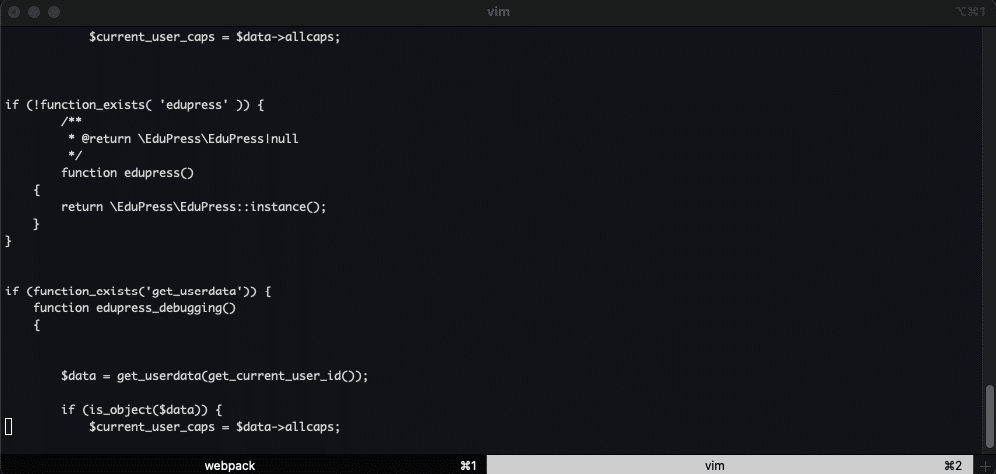 vim
⌥⌘1
$current_user_caps = $data->allcaps;
if (!function_exists( 'edupress' )) {
/**
* @return \EduPress\EduPress|null
*/
function edupress()
{
return \EduPress\EduPress::instance();
}
}
if (function_exists('get_userdata')) {
function edupress_debugging()
{
$data = get_userdata(get_current_user_id());
if (is_object($data)) {
$current_user_caps = $data->allcaps;
webpack ⌘1 vim ⌘2 +